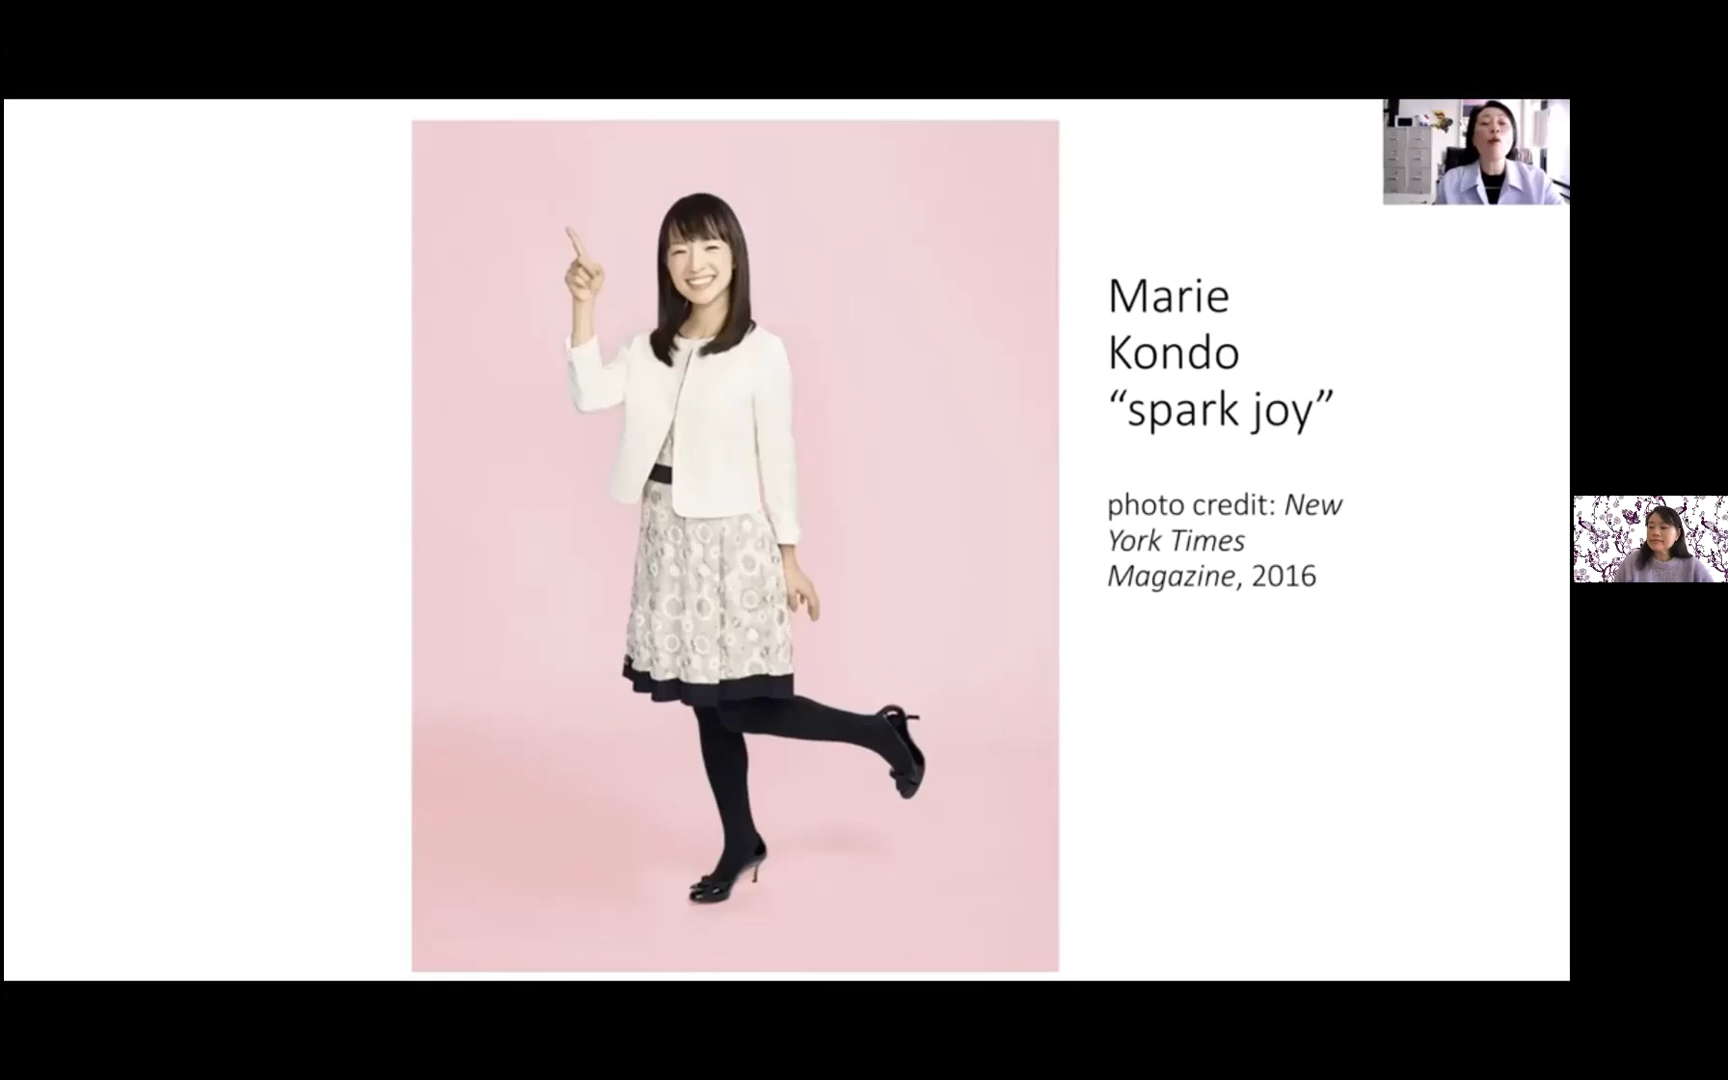 Marie
Kondo
“spark joy”
photo credit: New
York Times
Magazine, 2016